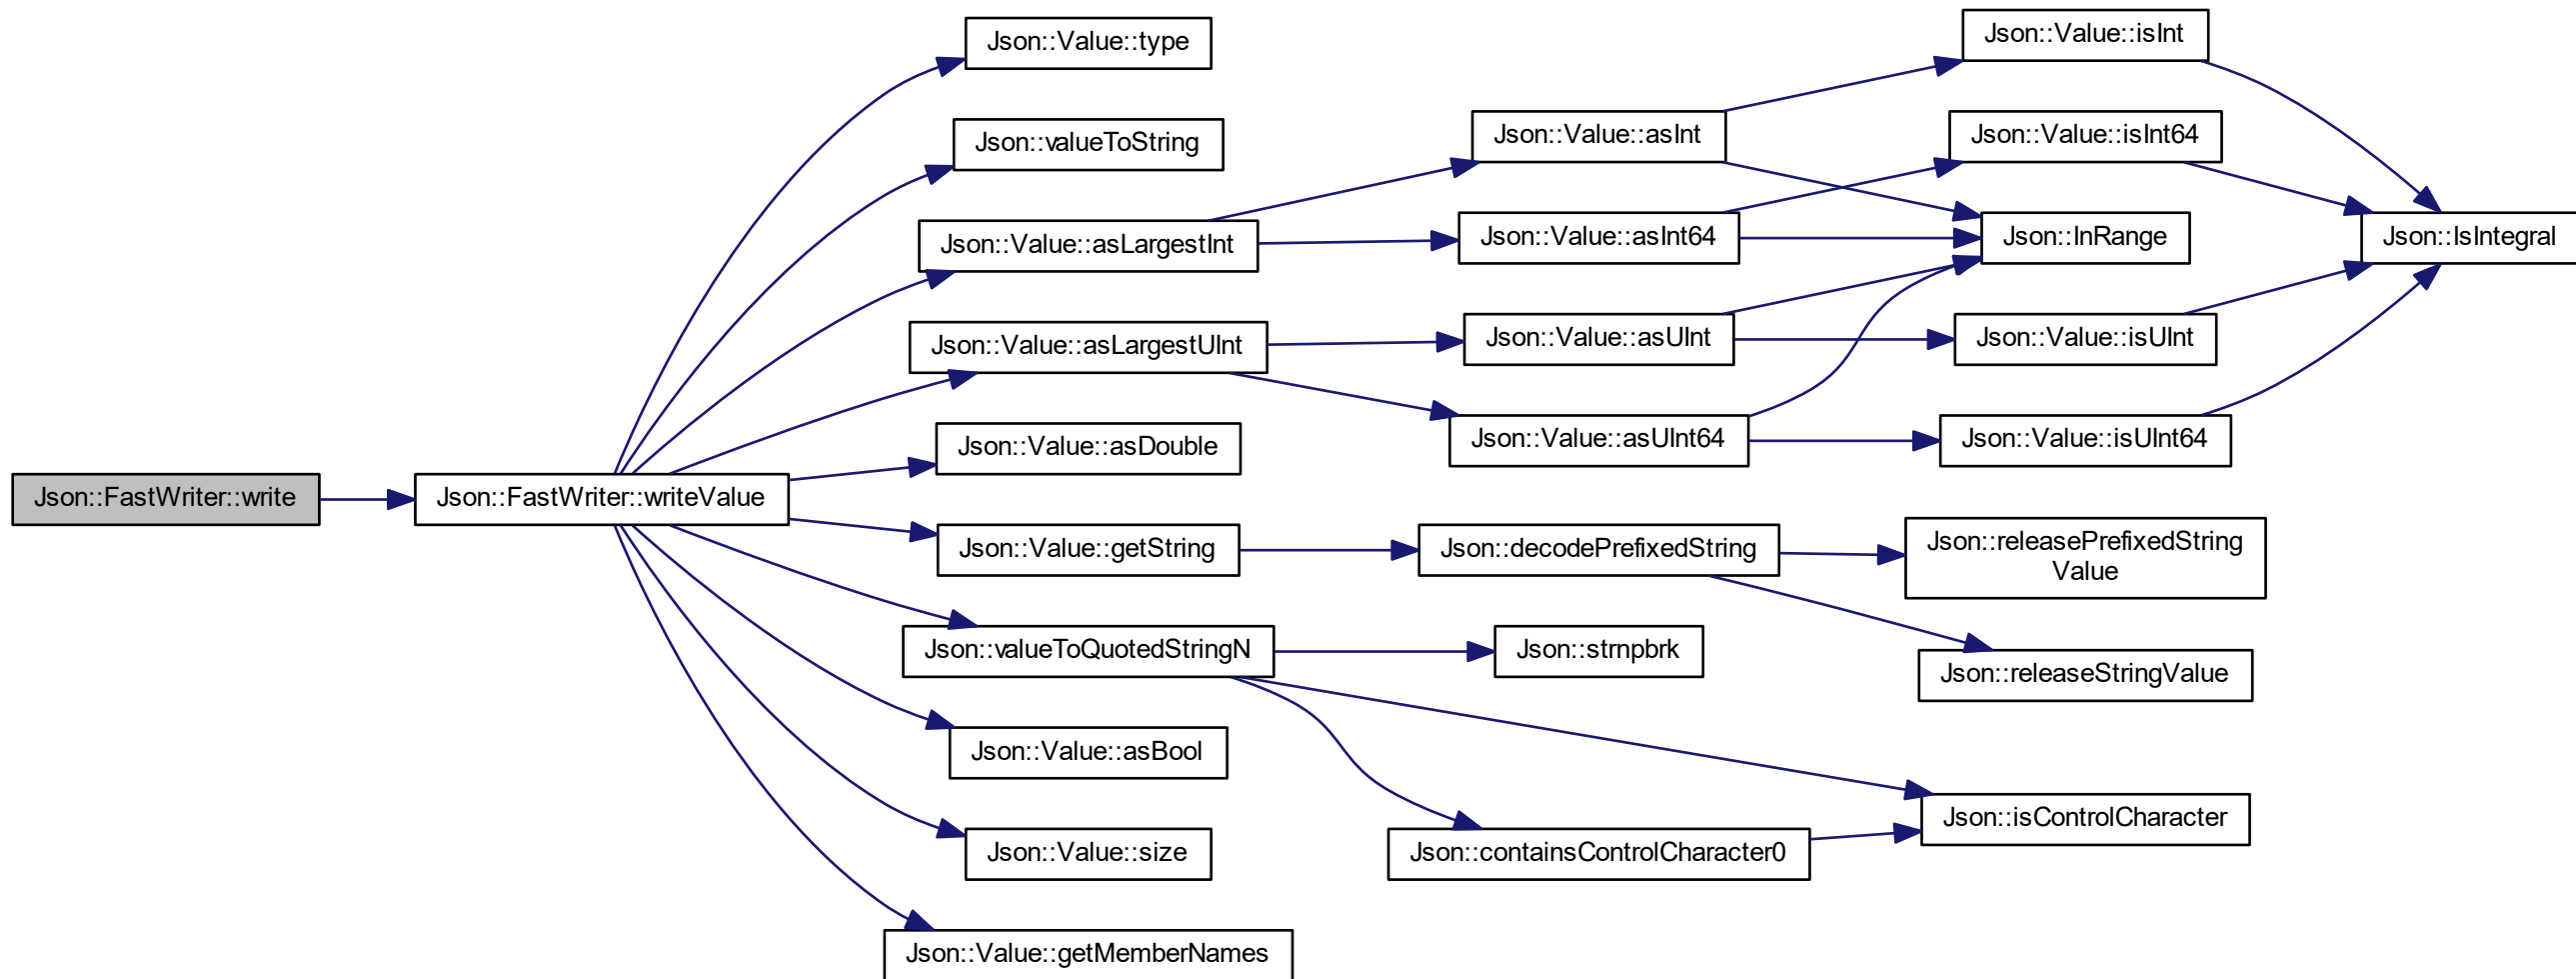 Json::FastWriter::write
Json::FastWriter::writeValue
Json::Value::type
Json::valueToString
Json::Value::asLargestInt
Json::Value::asLargestUInt
Json::Value::asDouble
Json::Value::getString
Json::valueToQuotedStringN
Json::Value::asBool
Json::Value::size
Json::Value::getMemberNames
Json::Value::asInt
Json::Value::asInt64
Json::Value::asUInt
Json::Value::asUInt64
Json::decodePrefixedString
Json::strnpbrk
Json::containsControlCharacter0
Json::Value::isInt
Json::Value::isInt64
Json::InRange
Json::Value::isUInt
Json::Value::isUInt64
Json::releasePrefixedString
Value
Json::releaseStringValue
Json::isControlCharacter
Json::IsIntegral